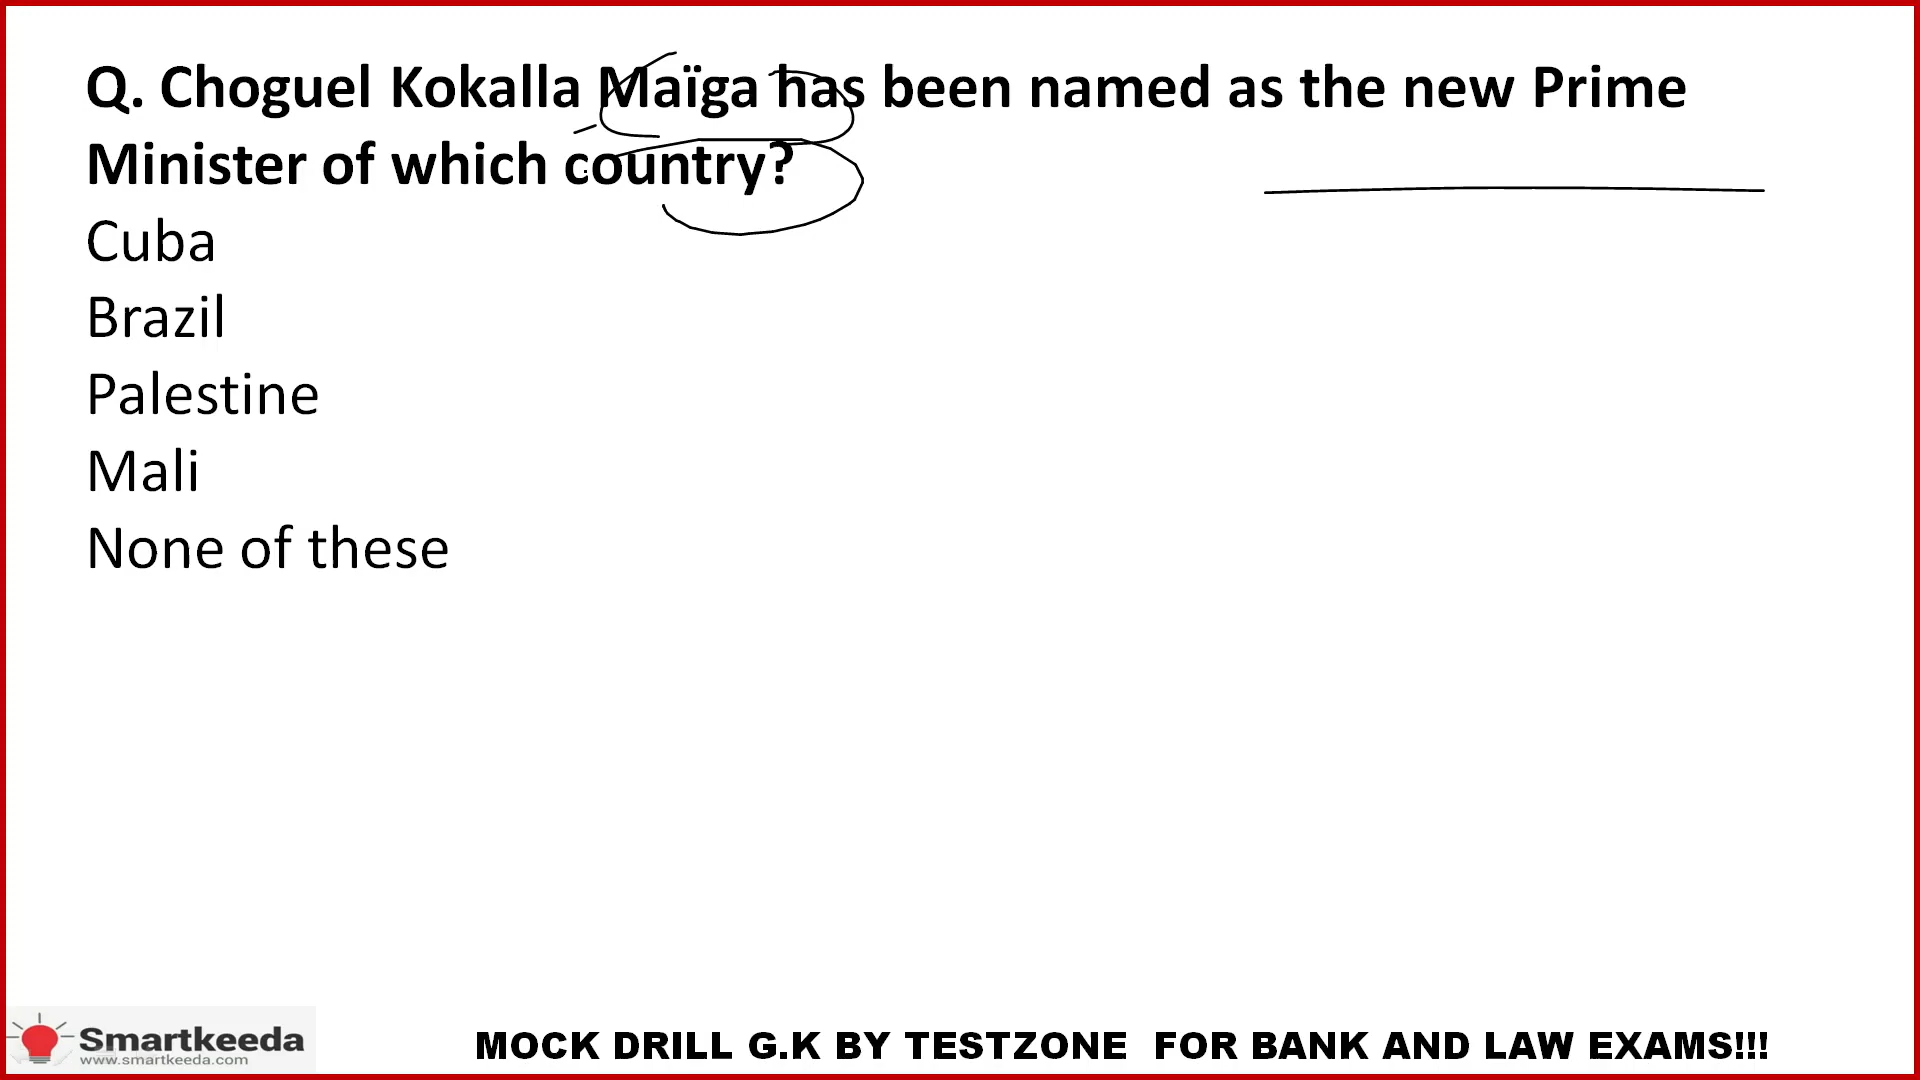 Q. Choguel Kokalla Maïga has been named as the new Prime
Minister of which country?
Cuba
Brazil
Palestine
Mali
None of these
Smartkeeda
www.smartkeeda.com
MOCK DRILL G.K BY TESTZONE FOR BANK AND LAW EXAMS!!!